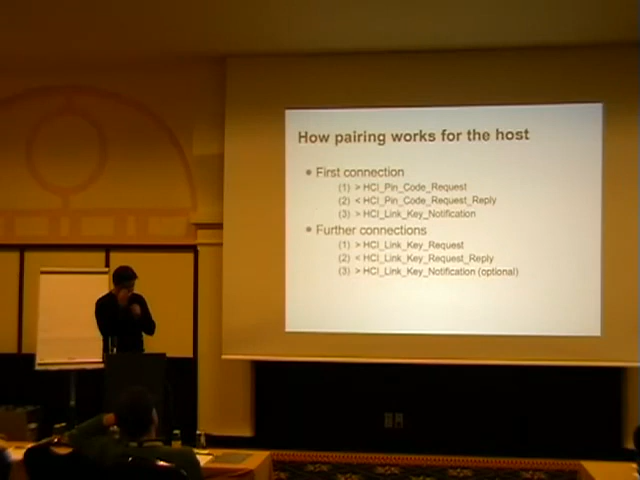 How pairing works for the host
• First connection
(1) > HCI_Pin_Code_Request
(2) < HCI_Pin_Code_Request_Reply
(3) > HCI_Link_Key_Notification
• Further connections
(1) > HCI_Link_Key_Request
(2) < HCI_Link_Key_Request_Reply
(3) > HCI_Link_Key_Notification (optional)